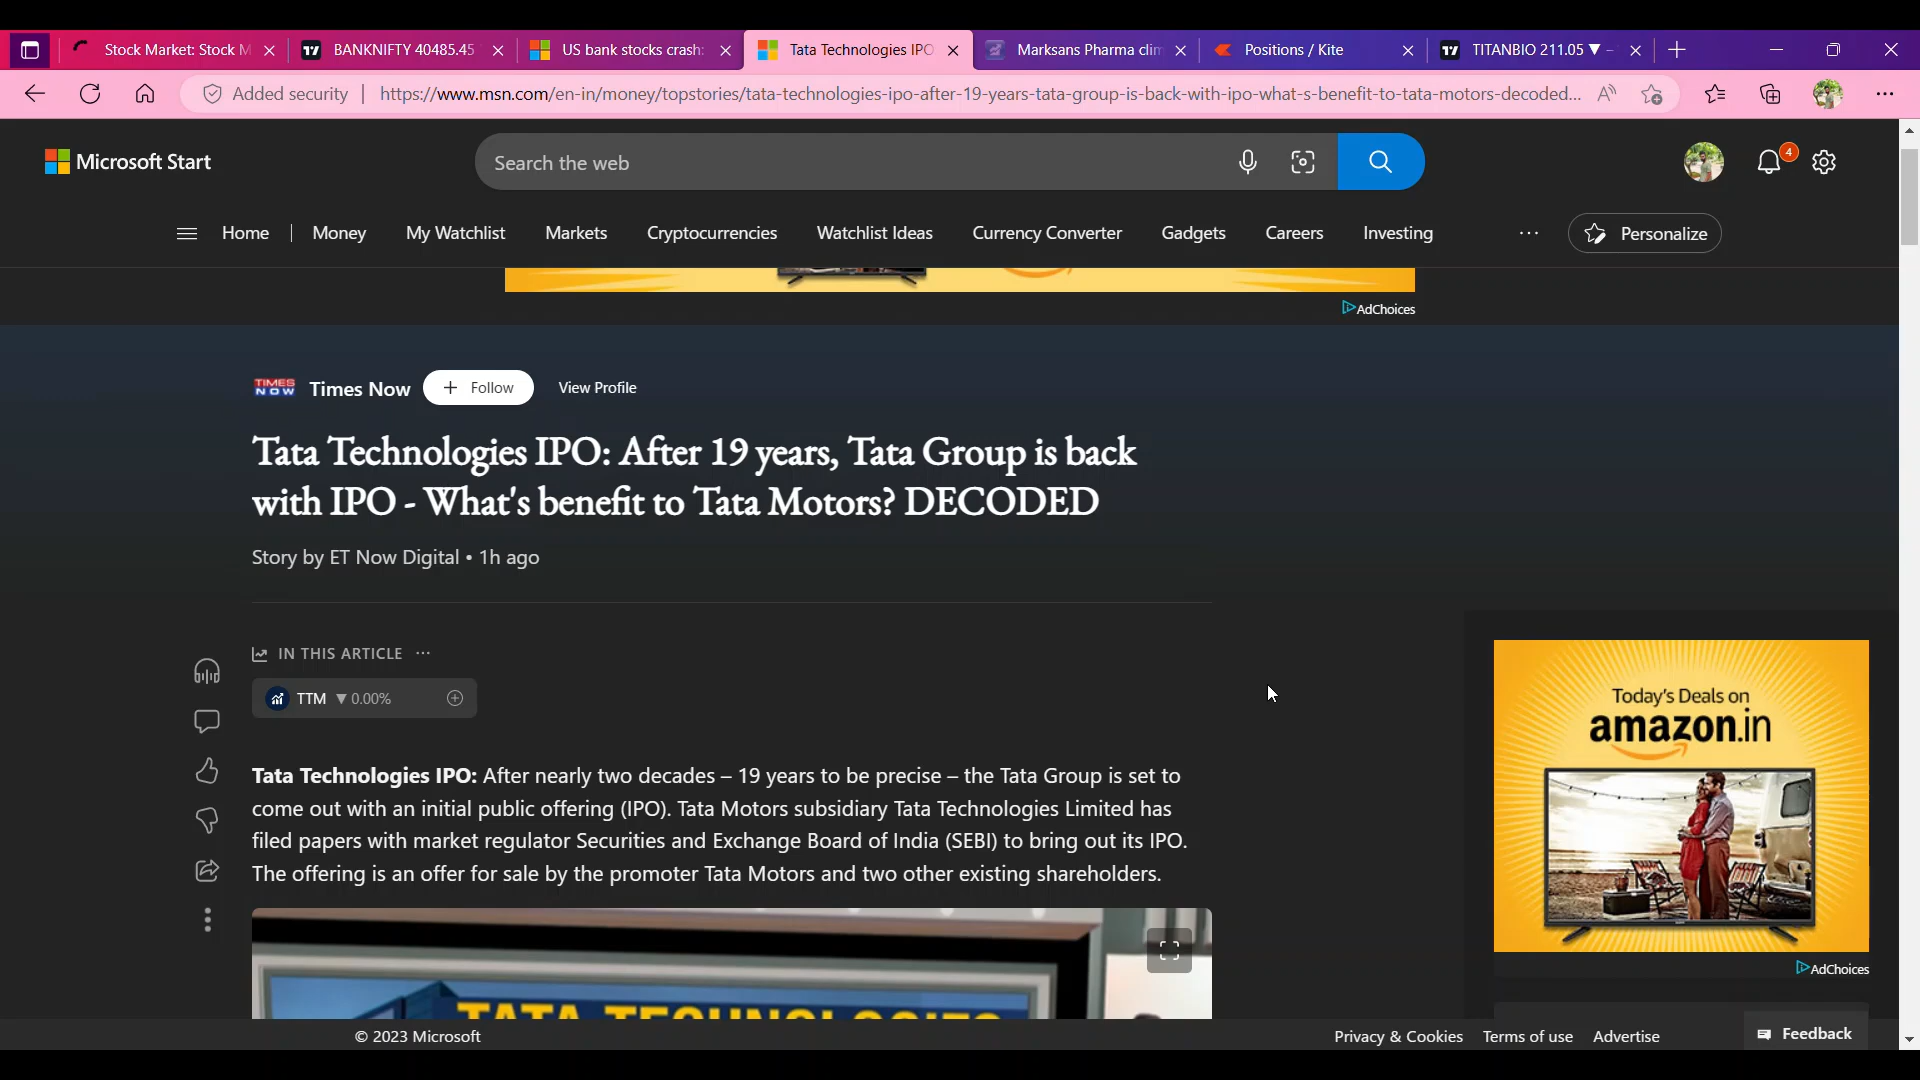 Stock Market: Stock M
BANKNIFTY 40485.45
US bank stocks crash:
Tata Technologies IPO
Marksans Pharma clim
Positions / Kite
TITANBIO 211.05 ▼ –
Added security
https://www.msn.com/en-in/money/topstories/tata-technologies-ipo-after-19-years-tata-group-is-back-with-ipo-what-s-benefit-to-tata-motors-decoded...
Microsoft Start
Search the web
4
Home
Money
My Watchlist
Markets
Cryptocurrencies
Watchlist Ideas
Currency Converter
Gadgets
Careers
Investing
...
Personalize
AdChoices
TIMES NOW
Times Now
+ Follow
View Profile
Tata Technologies IPO: After 19 years, Tata Group is back
with IPO - What's benefit to Tata Motors? DECODED
Story by ET Now Digital • 1h ago
IN THIS ARTICLE ...
TTM ▼ 0.00%
Tata Technologies IPO: After nearly two decades – 19 years to be precise – the Tata Group is set to
come out with an initial public offering (IPO). Tata Motors subsidiary Tata Technologies Limited has
filed papers with market regulator Securities and Exchange Board of India (SEBI) to bring out its IPO.
The offering is an offer for sale by the promoter Tata Motors and two other existing shareholders.
Today's Deals on
amazon.in
AdChoices
TATA TECHNOLOGIES
© 2023 Microsoft
Privacy & Cookies
Terms of use
Advertise
Feedback